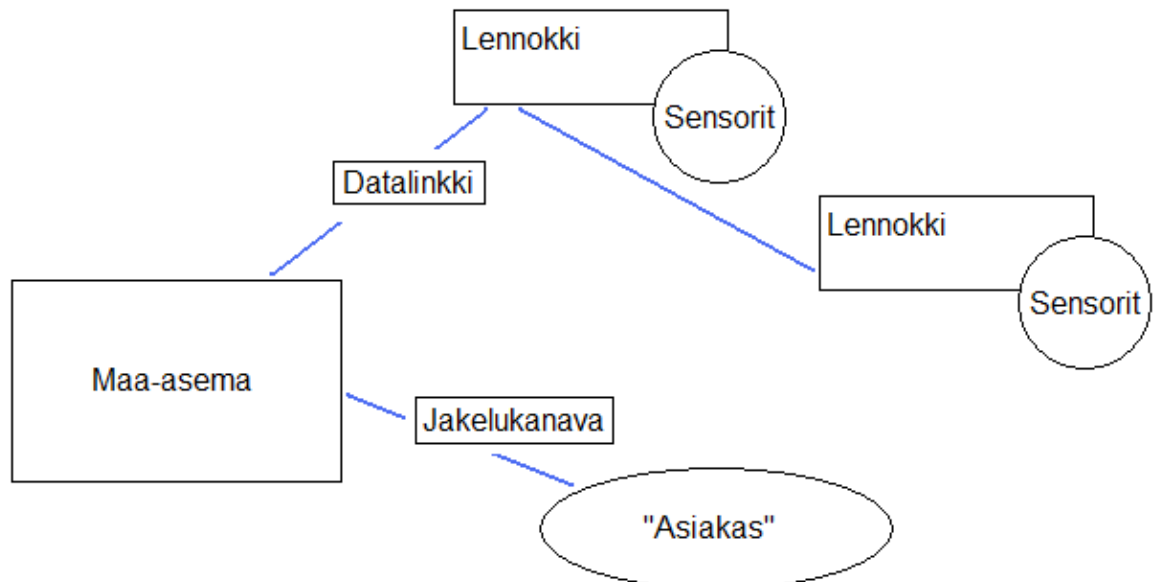 Lennokki
Sensorit
Datalinkki
Lennokki
Sensorit
Maa-asema
Jakelukanava
"Asiakas"